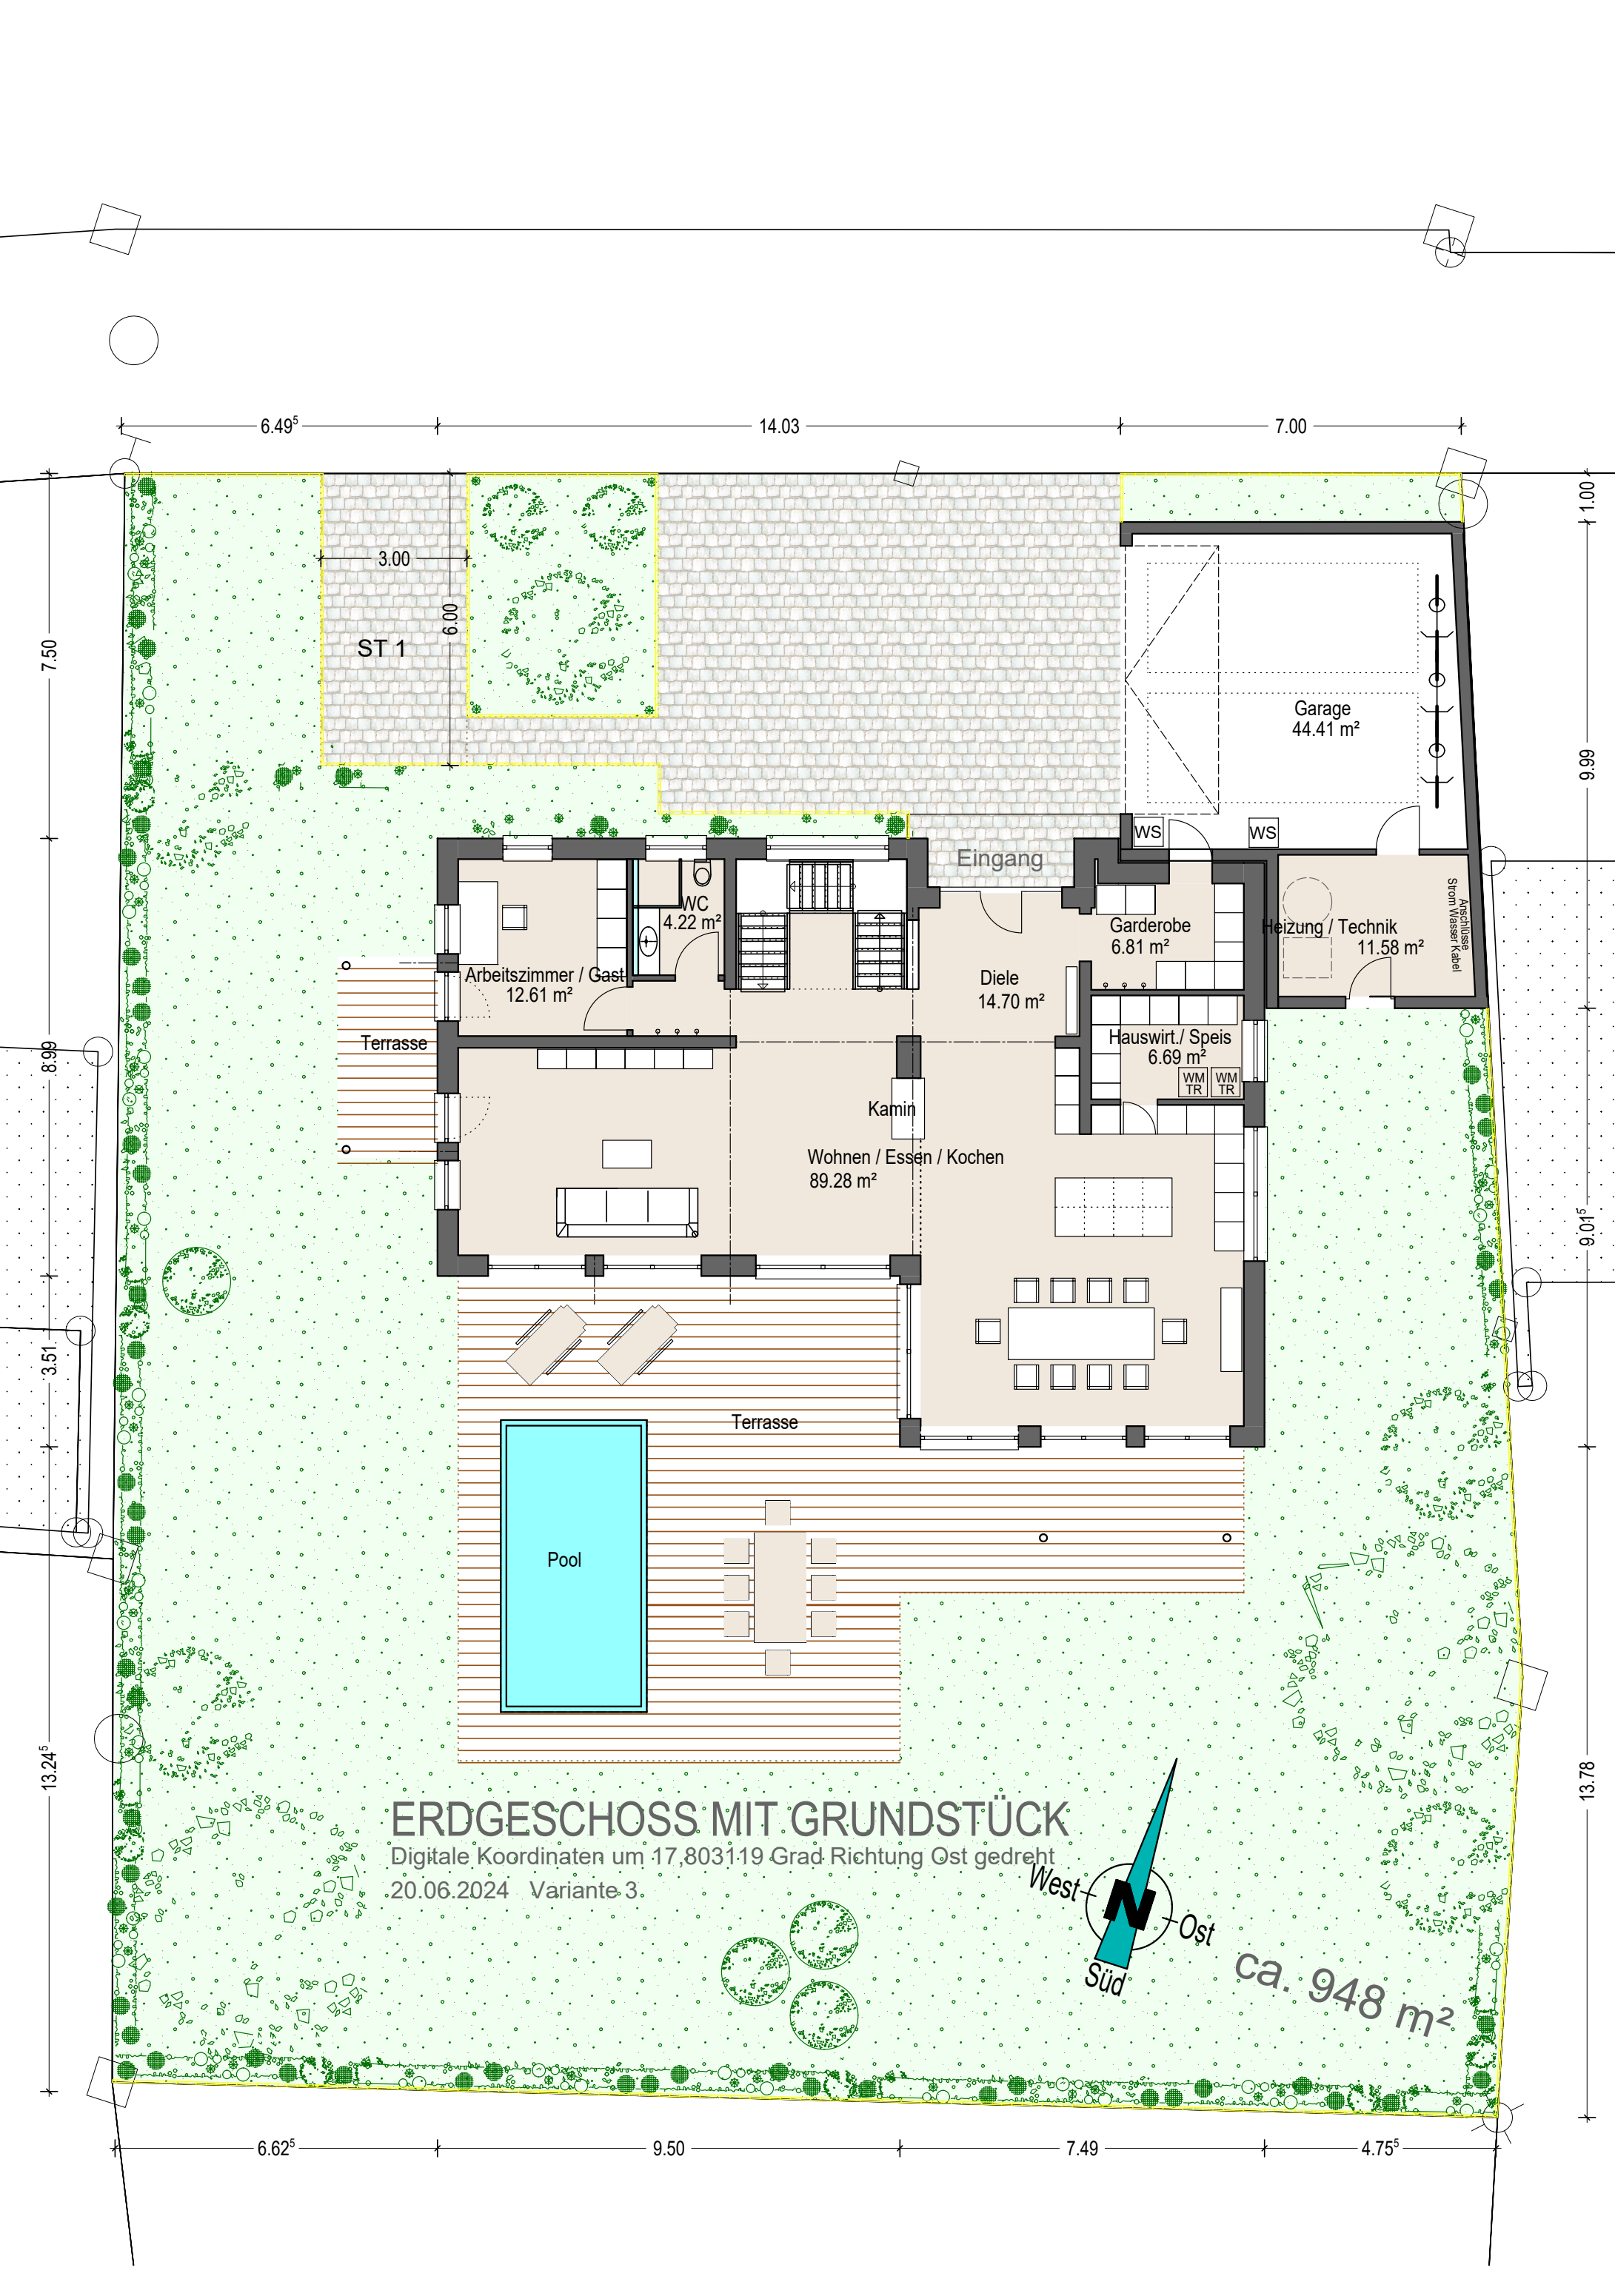 6.49⁵
14.03
7.00
1.00
3.00
6.00
7.50
ST 1
Garage
44.41 m²
9.99
WS
WS
Eingang
WC
4.22 m²
Garderobe
6.81 m²
Heizung / Technik
11.58 m²
Anschlüsse
Strom Wasser Kabel
Arbeitszimmer / Gast
12.61 m²
Diele
14.70 m²
Terrasse
8.99
Hauswirt./ Speis
6.69 m²
WM
TR
WM
TR
Kamin
Wohnen / Essen / Kochen
89.28 m²
9.01⁵
3.51
Terrasse
Pool
13.24⁵
13.78
ERDGESCHOSS MIT GRUNDSTÜCK
Digitale Koordinaten um 17,803119 Grad Richtung Ost gedreht
20.06.2024 Variante 3
West
N
Ost
Süd
ca. 948 m²
6.62⁵
9.50
7.49
4.75⁵